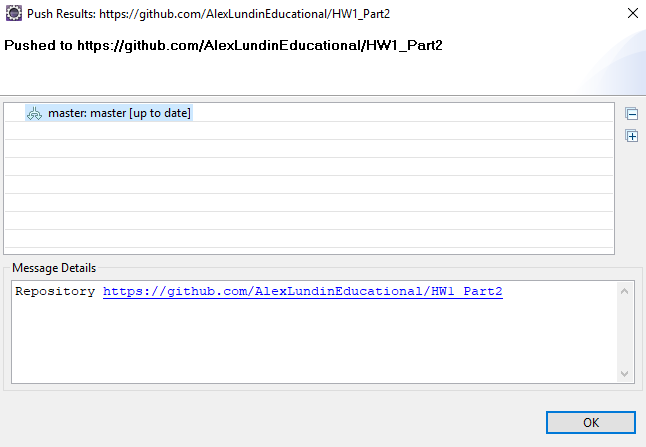 Push Results: https://github.com/AlexLundinEducational/HW1_Part2
Pushed to https://github.com/AlexLundinEducational/HW1_Part2
master: master [up to date]
Message Details
Repository https://github.com/AlexLundinEducational/HW1_Part2
OK